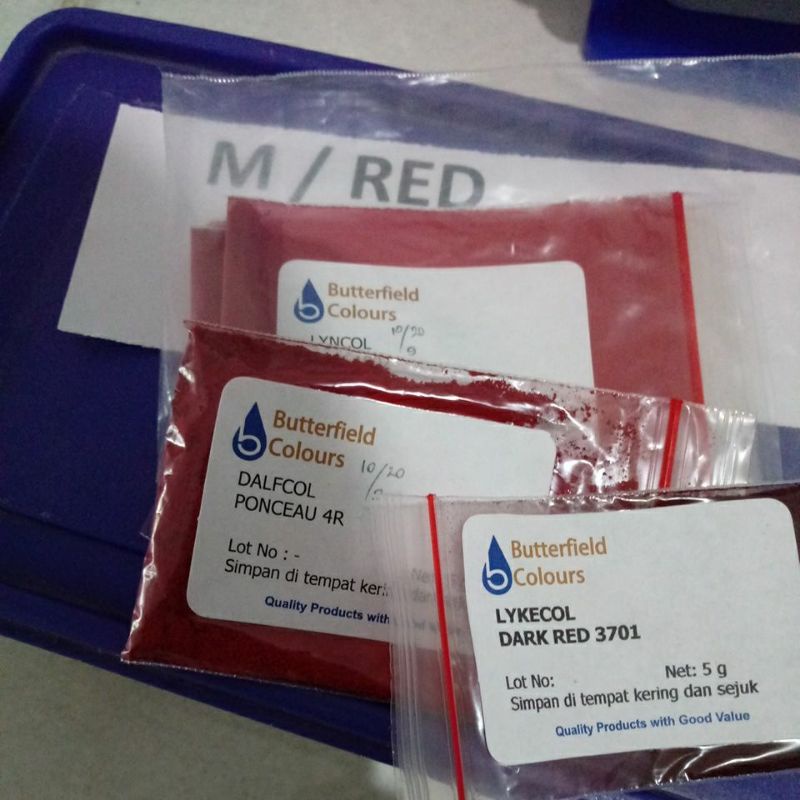 M / RED
Butterfield
Colours
LYNCOL
10/20
Butterfield
Colours
10/20
DALFCOL
PONCEAU 4R
Lot No : -
Simpan di tempat
Quality Products with
Butterfield
Colours
LYKECOL
DARK RED 3701
Lot No: Net: 5 g
Simpan di tempat kering dan sejuk
Quality Products with Good Value